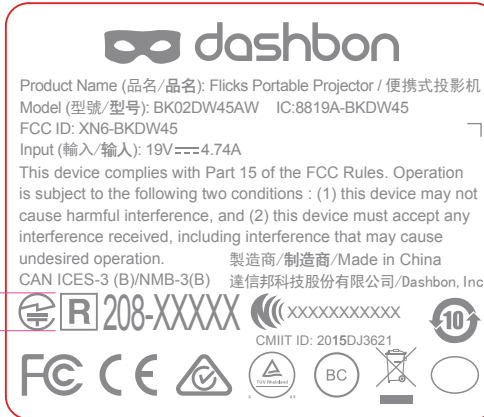 dashbon
Product Name (品名/品名): Flicks Portable Projector / 便携式投影机
Model (型號/型号): BK02DW45AW IC:8819A-BKDW45
FCC ID: XN6-BKDW45
Input (輸入/输入): 19V⎓4.74A
This device complies with Part 15 of the FCC Rules. Operation
is subject to the following two conditions : (1) this device may not
cause harmful interference, and (2) this device must accept any
interference received, including interference that may cause
undesired operation. 製造商/制造商/Made in China
CAN ICES-3 (B)/NMB-3(B) 達信邦科技股份有限公司/Dashbon, Inc
R 208-XXXXX XXXXXXXXXXX 10
CMIIT ID: 2015DJ3621
FC CE TÜV Rheinland BC